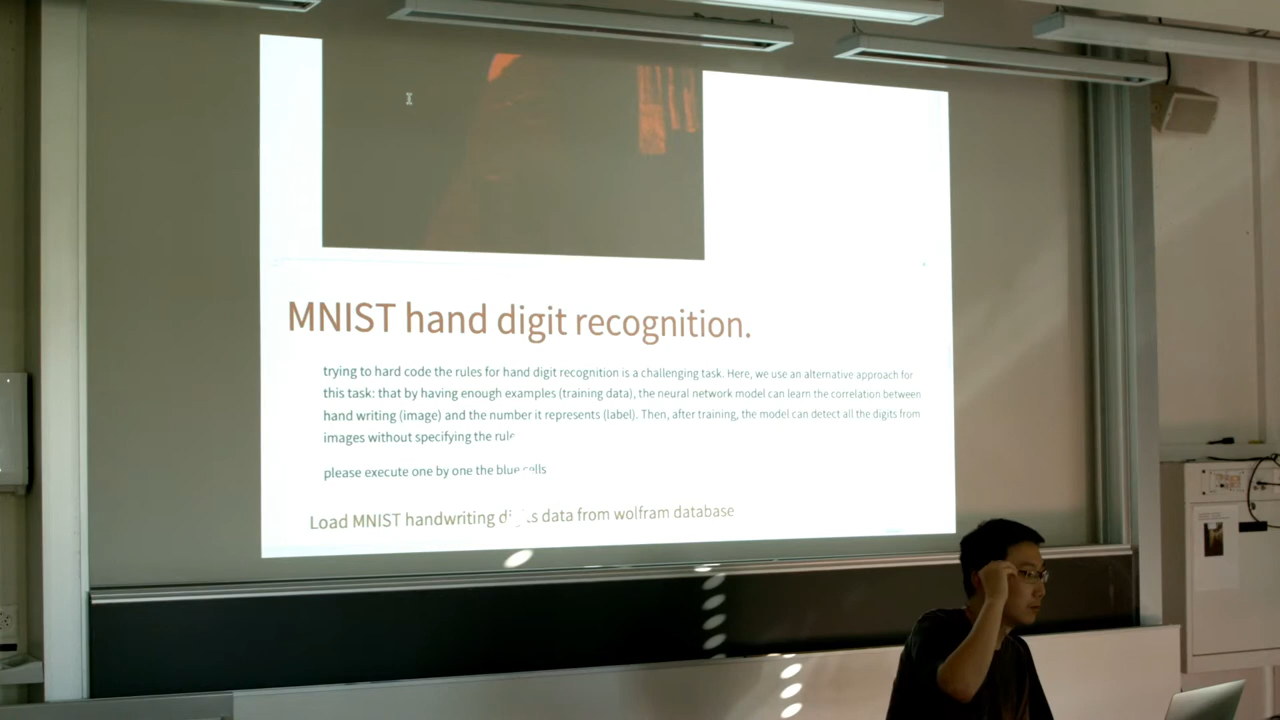 MNIST hand digit recognition.
trying to hard code the rules for hand digit recognition is a challenging task. Here, we use an alternative approach for
this task: that by having enough examples (training data), the neural network model can learn the correlation between
hand writing (image) and the number it represents (label). Then, after training, the model can detect all the digits from
images without specifying the rule
please execute one by one the blue cells
Load MNIST handwriting digits data from wolfram database